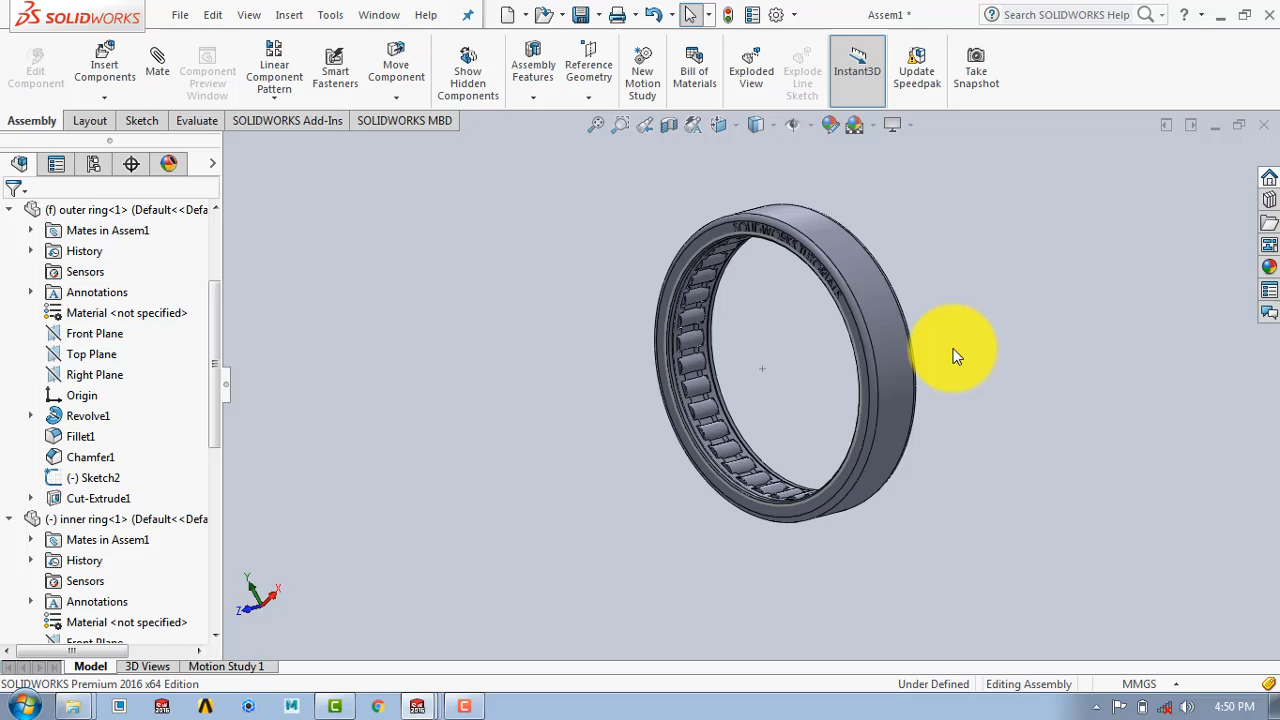 SOLIDWORKS File Edit View Insert Tools Window Help Assem1 * Search SOLIDWORKS Help
Edit Component
Insert Components
Mate
Component Preview Window
Linear Component Pattern
Smart Fasteners
Move Component
Show Hidden Components
Assembly Features
Reference Geometry
New Motion Study
Bill of Materials
Exploded View
Explode Line Sketch
Instant3D
Update Speedpak
Take Snapshot
Assembly Layout Sketch Evaluate SOLIDWORKS Add-Ins SOLIDWORKS MBD
(f) outer ring<1> (Default<<Defa
Mates in Assem1
History
Sensors
Annotations
Material <not specified>
Front Plane
Top Plane
Right Plane
Origin
Revolve1
Fillet1
Chamfer1
(-) Sketch2
Cut-Extrude1
(-) inner ring<1> (Default<<Defa
Mates in Assem1
History
Sensors
Annotations
Material <not specified>
Front Plane
SOLIDWORKS TUTORIALS
Y
X
Z
Model 3D Views Motion Study 1
SOLIDWORKS Premium 2016 x64 Edition Under Defined Editing Assembly MMGS
4:50 PM